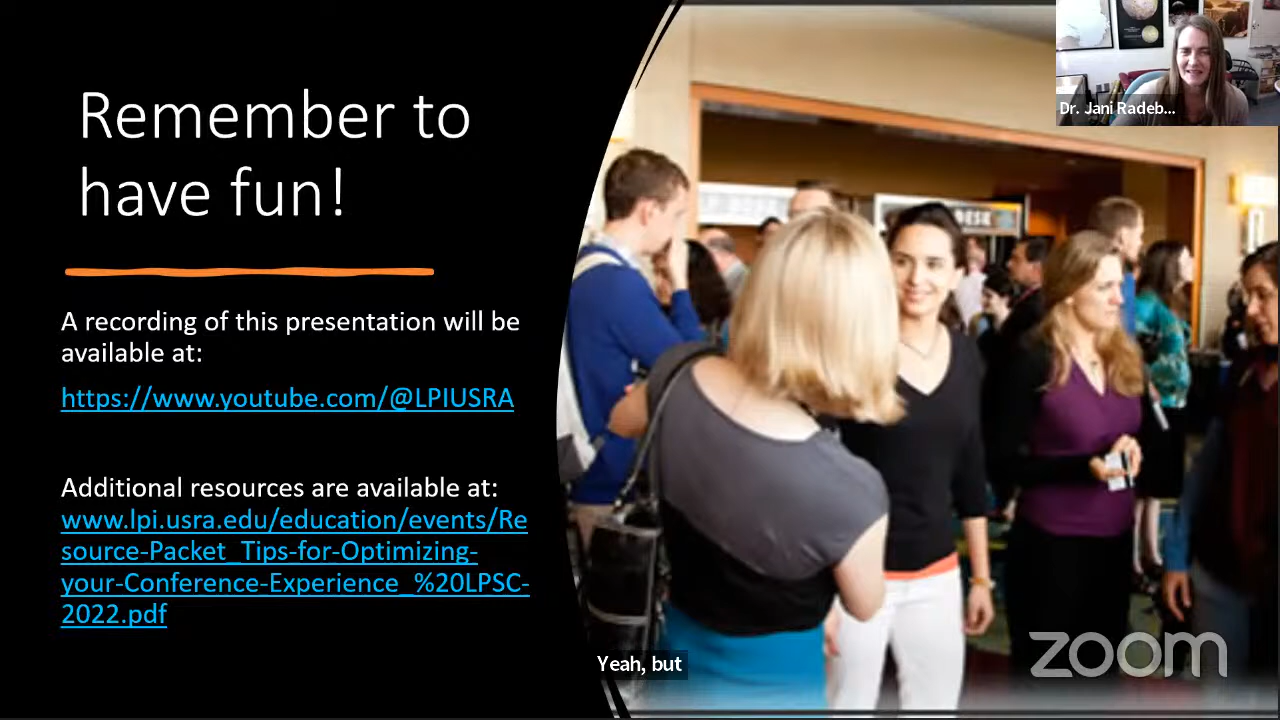 Remember to
have fun!
A recording of this presentation will be
available at:
https://www.youtube.com/@LPIUSRA
Additional resources are available at:
www.lpi.usra.edu/education/events/Re
source-Packet_Tips-for-Optimizing-
your-Conference-Experience_%20LPSC-
2022.pdf
Dr. Jani Radeb...
Yeah, but
zoom